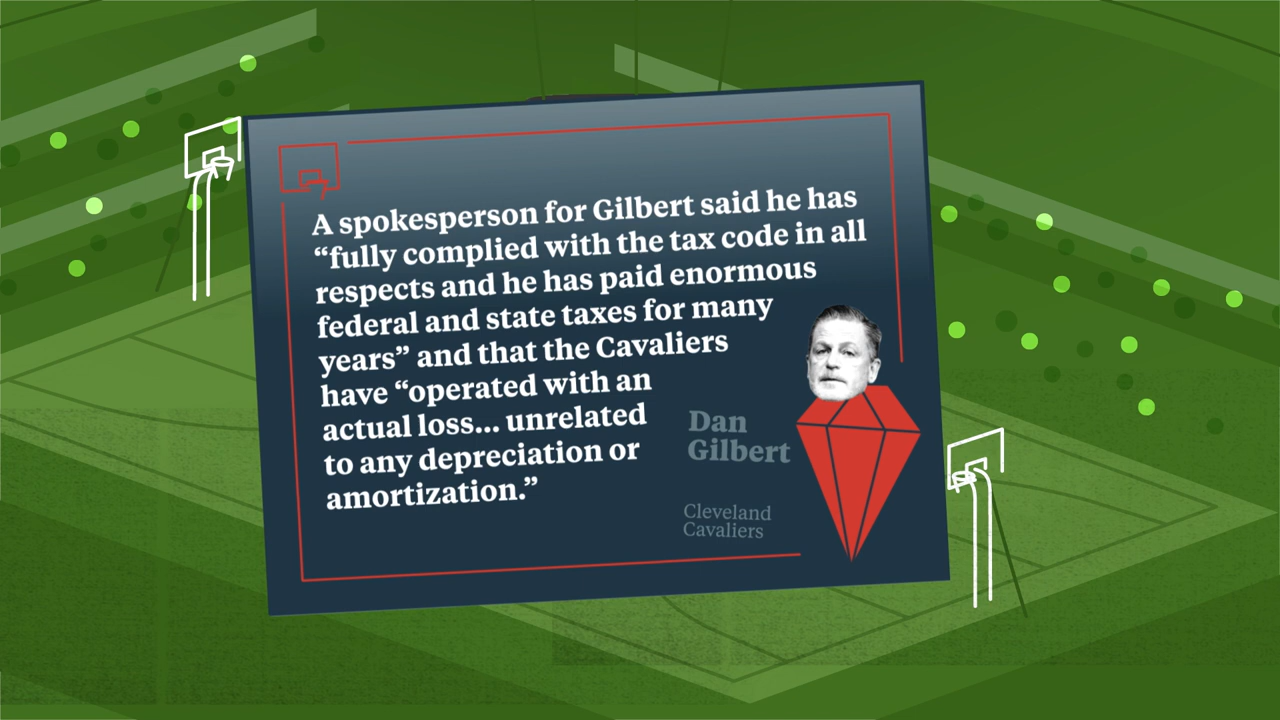 A spokesperson for Gilbert said he has
“fully complied with the tax code in all
respects and he has paid enormous
federal and state taxes for many
years” and that the Cavaliers
have “operated with an
actual loss... unrelated
to any depreciation or
amortization.”
Dan
Gilbert
Cleveland
Cavaliers